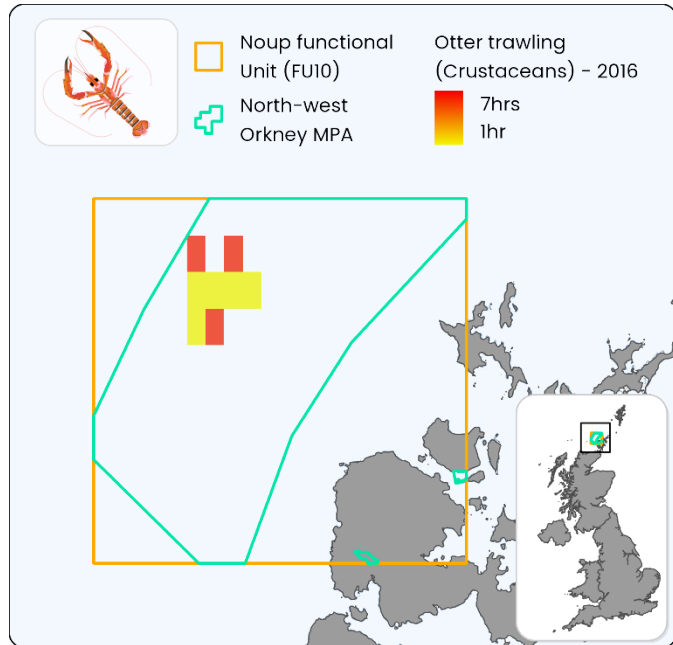 Noup functional
Unit (FU10)
North-west
Orkney MPA
Otter trawling
(Crustaceans) - 2016
7hrs
1hr